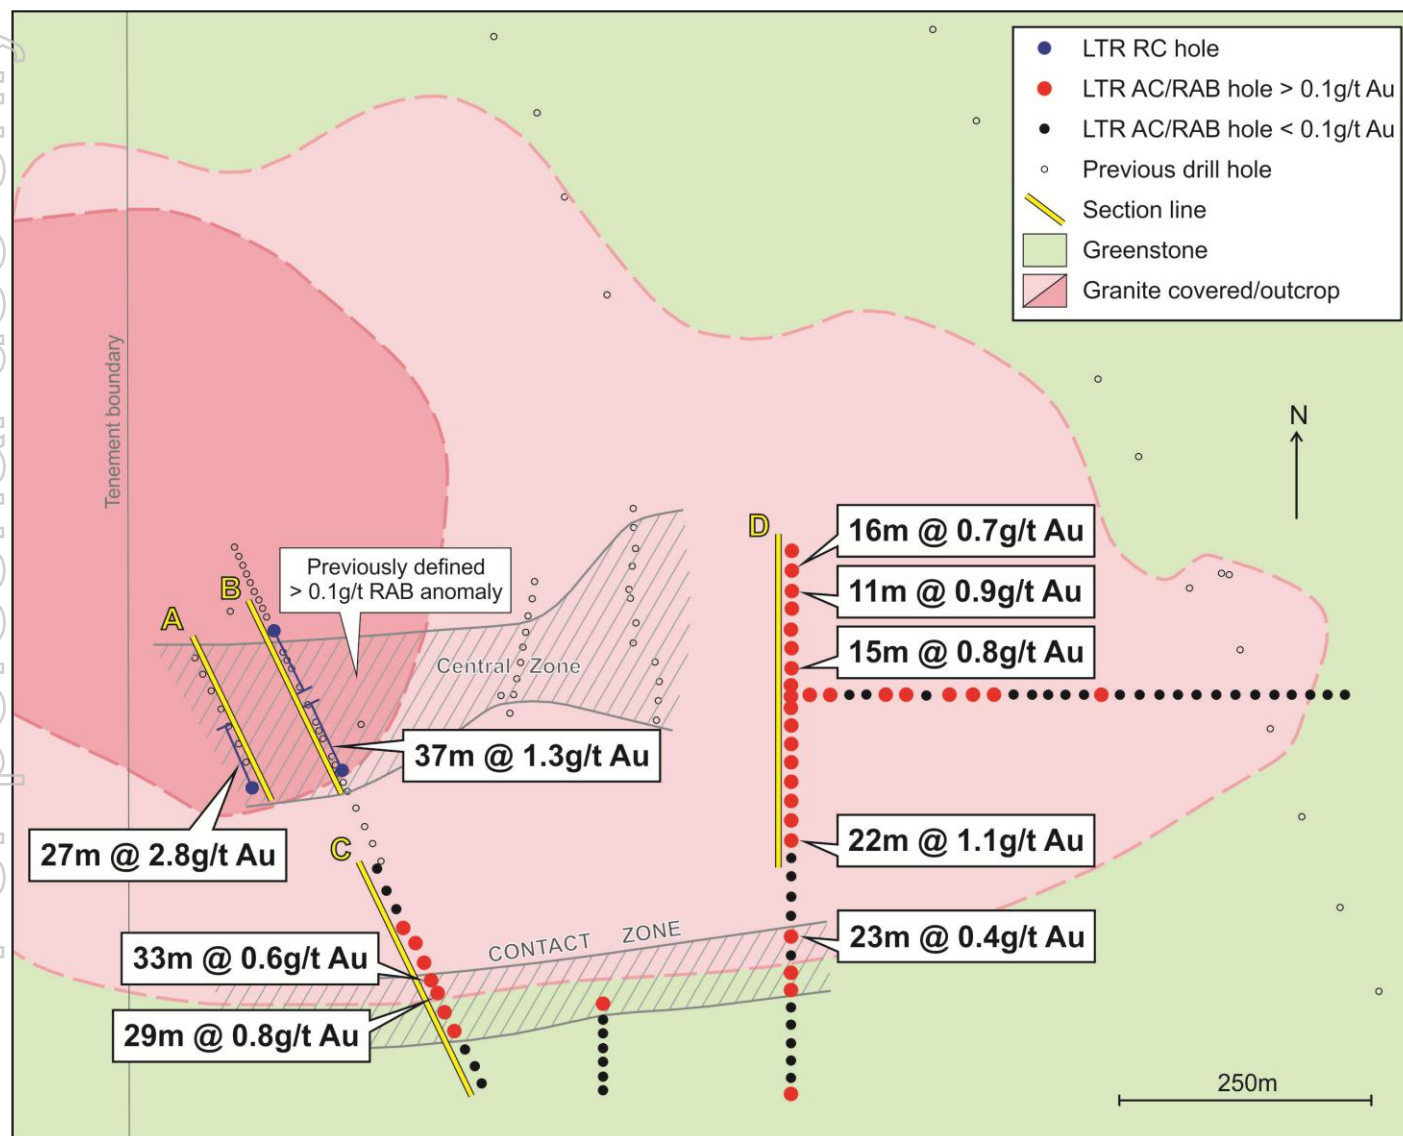 LTR RC hole
LTR AC/RAB hole > 0.1g/t Au
LTR AC/RAB hole < 0.1g/t Au
Previous drill hole
Section line
Greenstone
Granite covered/outcrop
Tenement boundary
N
D
16m @ 0.7g/t Au
11m @ 0.9g/t Au
15m @ 0.8g/t Au
Previously defined
> 0.1g/t RAB anomaly
B
A
Central Zone
37m @ 1.3g/t Au
27m @ 2.8g/t Au
C
22m @ 1.1g/t Au
CONTACT ZONE
23m @ 0.4g/t Au
33m @ 0.6g/t Au
29m @ 0.8g/t Au
250m